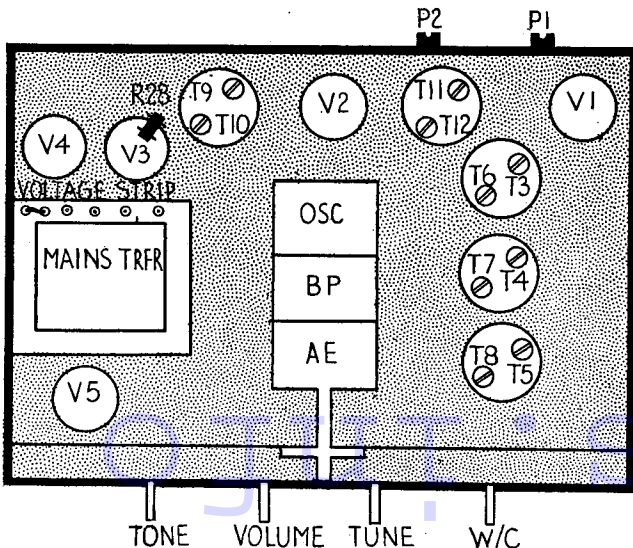 P2 P1
R28 T9 T10 V2 T11 T12 V1
V4 V3
T6 T3
VOLTAGE STRIP
OSC
MAINS TRFR
BP
T7 T4
AE
T8 T5
V5
TONE VOLUME TUNE W/C